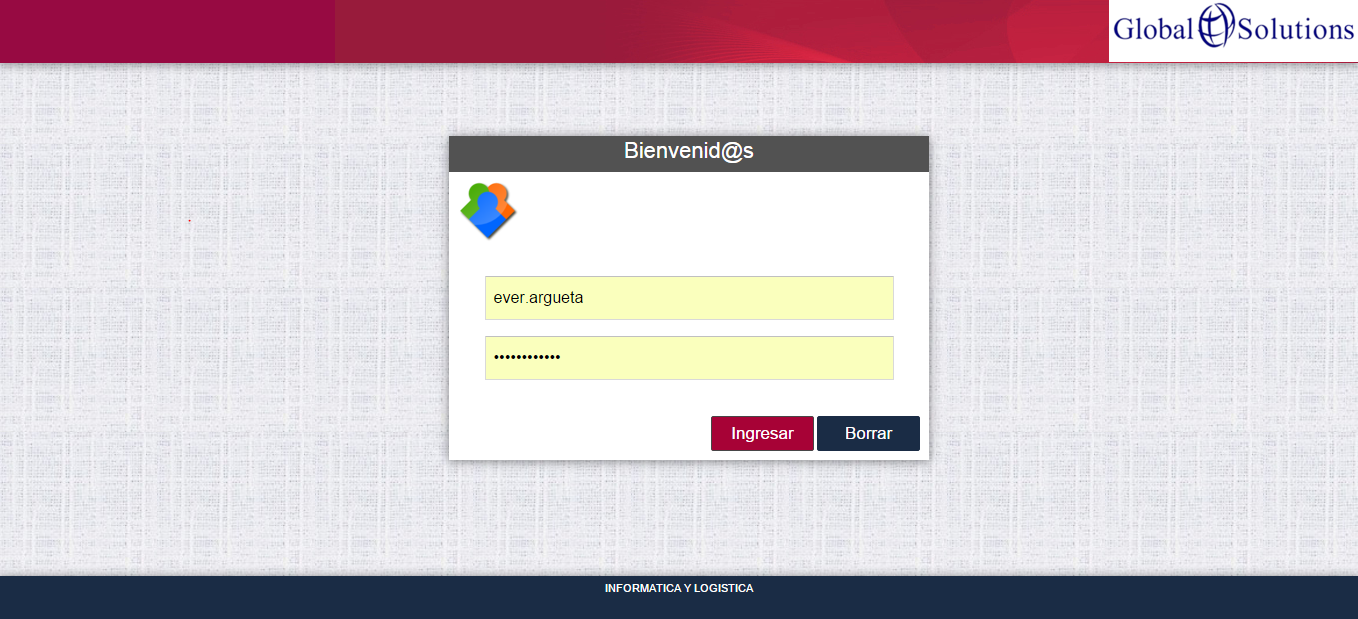 Global Solutions
Bienvenid@s
ever.argueta
••••••••••••
Ingresar Borrar
INFORMATICA Y LOGISTICA